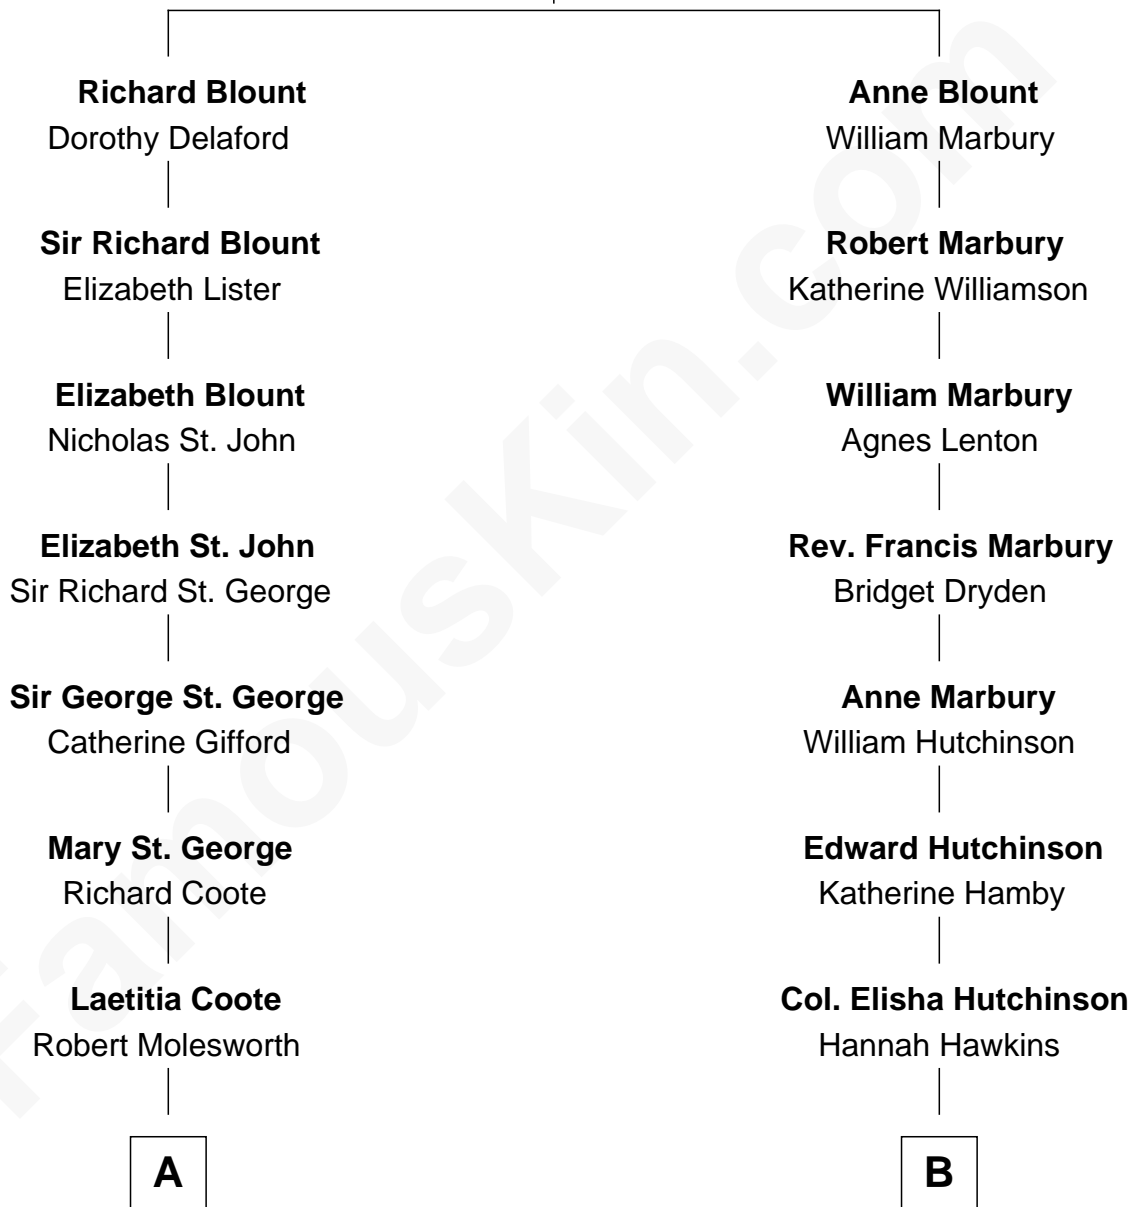 Richard Blount
Dorothy Delaford
Sir Richard Blount
Elizabeth Lister
Elizabeth Blount
Nicholas St. John
Elizabeth St. John
Sir Richard St. George
Sir George St. George
Catherine Gifford
Mary St. George
Richard Coote
Laetitia Coote
Robert Molesworth
A
Anne Blount
William Marbury
Robert Marbury
Katherine Williamson
William Marbury
Agnes Lenton
Rev. Francis Marbury
Bridget Dryden
Anne Marbury
William Hutchinson
Edward Hutchinson
Katherine Hamby
Col. Elisha Hutchinson
Hannah Hawkins
B
FamousKin.com